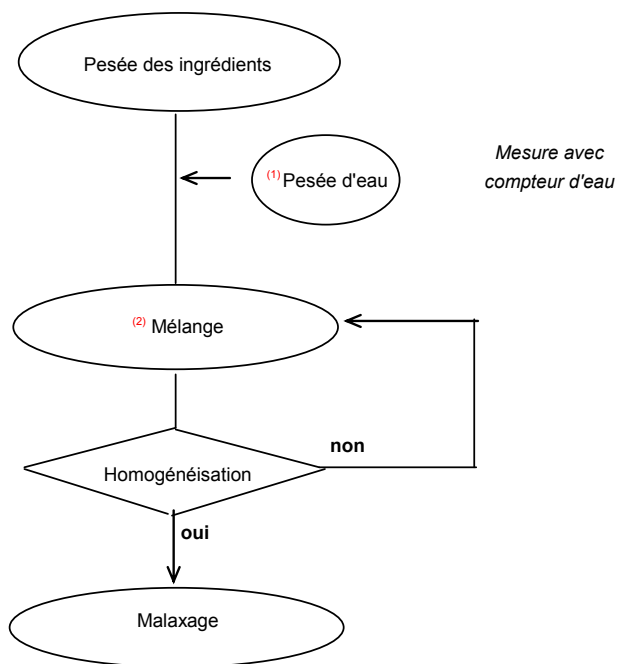 Pesée des ingrédients
(1) Pesée d'eau
Mesure avec
compteur d'eau
(2) Mélange
non
Homogénéisation
oui
Malaxage